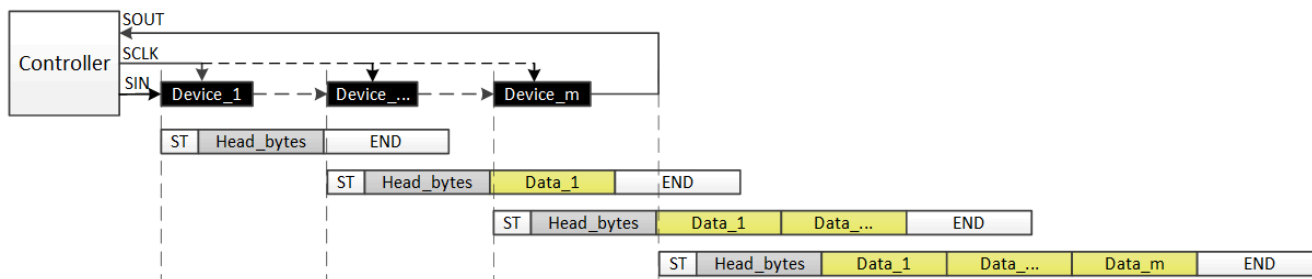 SOUT
SCLK
Controller
SIN
Device_1 Device_... Device_m
ST Head_bytes END
ST Head_bytes Data_1 END
ST Head_bytes Data_1 Data_... END
ST Head_bytes Data_1 Data_... Data_m END